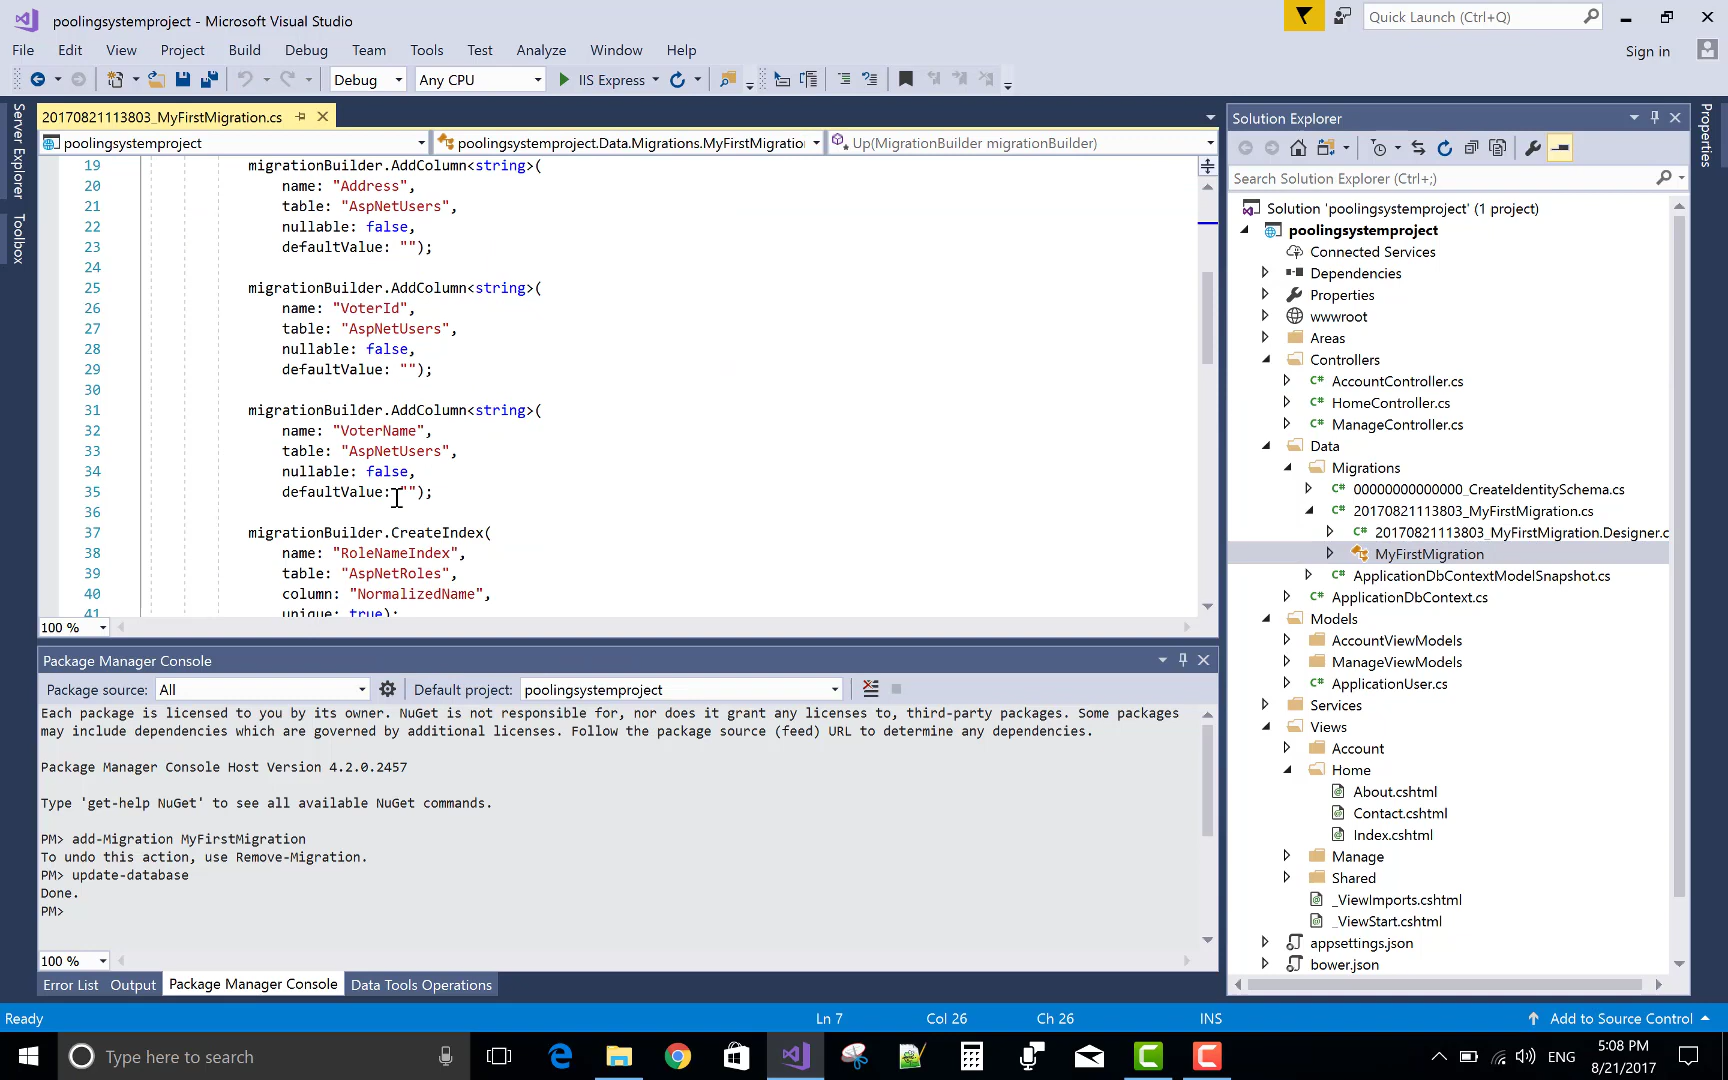 poolingsystemproject - Microsoft Visual Studio
Quick Launch (Ctrl+Q)
File Edit View Project Build Debug Team Tools Test Analyze Window Help
Sign in
Debug Any CPU IIS Express
Server Explorer
Toolbox
20170821113803_MyFirstMigration.cs
poolingsystemproject
poolingsystemproject.Data.Migrations.MyFirstMigratio
Up(MigrationBuilder migrationBuilder)
19 migrationBuilder.AddColumn<string>(
20 name: "Address",
21 table: "AspNetUsers",
22 nullable: false,
23 defaultValue: "");
24
25 migrationBuilder.AddColumn<string>(
26 name: "VoterId",
27 table: "AspNetUsers",
28 nullable: false,
29 defaultValue: "");
30
31 migrationBuilder.AddColumn<string>(
32 name: "VoterName",
33 table: "AspNetUsers",
34 nullable: false,
35 defaultValue: "");
36
37 migrationBuilder.CreateIndex(
38 name: "RoleNameIndex",
39 table: "AspNetRoles",
40 column: "NormalizedName",
41 unique: true);
100 %
Package Manager Console
Package source: All Default project: poolingsystemproject
Each package is licensed to you by its owner. NuGet is not responsible for, nor does it grant any licenses to, third-party packages. Some packages
may include dependencies which are governed by additional licenses. Follow the package source (feed) URL to determine any dependencies.
Package Manager Console Host Version 4.2.0.2457
Type 'get-help NuGet' to see all available NuGet commands.
PM> add-Migration MyFirstMigration
To undo this action, use Remove-Migration.
PM> update-database
Done.
PM>
100 %
Error List Output Package Manager Console Data Tools Operations
Solution Explorer
Search Solution Explorer (Ctrl+;)
Solution 'poolingsystemproject' (1 project)
poolingsystemproject
Connected Services
Dependencies
Properties
wwwroot
Areas
Controllers
C# AccountController.cs
C# HomeController.cs
C# ManageController.cs
Data
Migrations
C# 00000000000000_CreateIdentitySchema.cs
C# 20170821113803_MyFirstMigration.cs
C# 20170821113803_MyFirstMigration.Designer.c
MyFirstMigration
C# ApplicationDbContextModelSnapshot.cs
C# ApplicationDbContext.cs
Models
AccountViewModels
ManageViewModels
C# ApplicationUser.cs
Services
Views
Account
Home
About.cshtml
Contact.cshtml
Index.cshtml
Manage
Shared
_ViewImports.cshtml
_ViewStart.cshtml
appsettings.json
bower.json
Properties
Ready Ln 7 Col 26 Ch 26 INS Add to Source Control
Type here to search
ENG
5:08 PM
8/21/2017